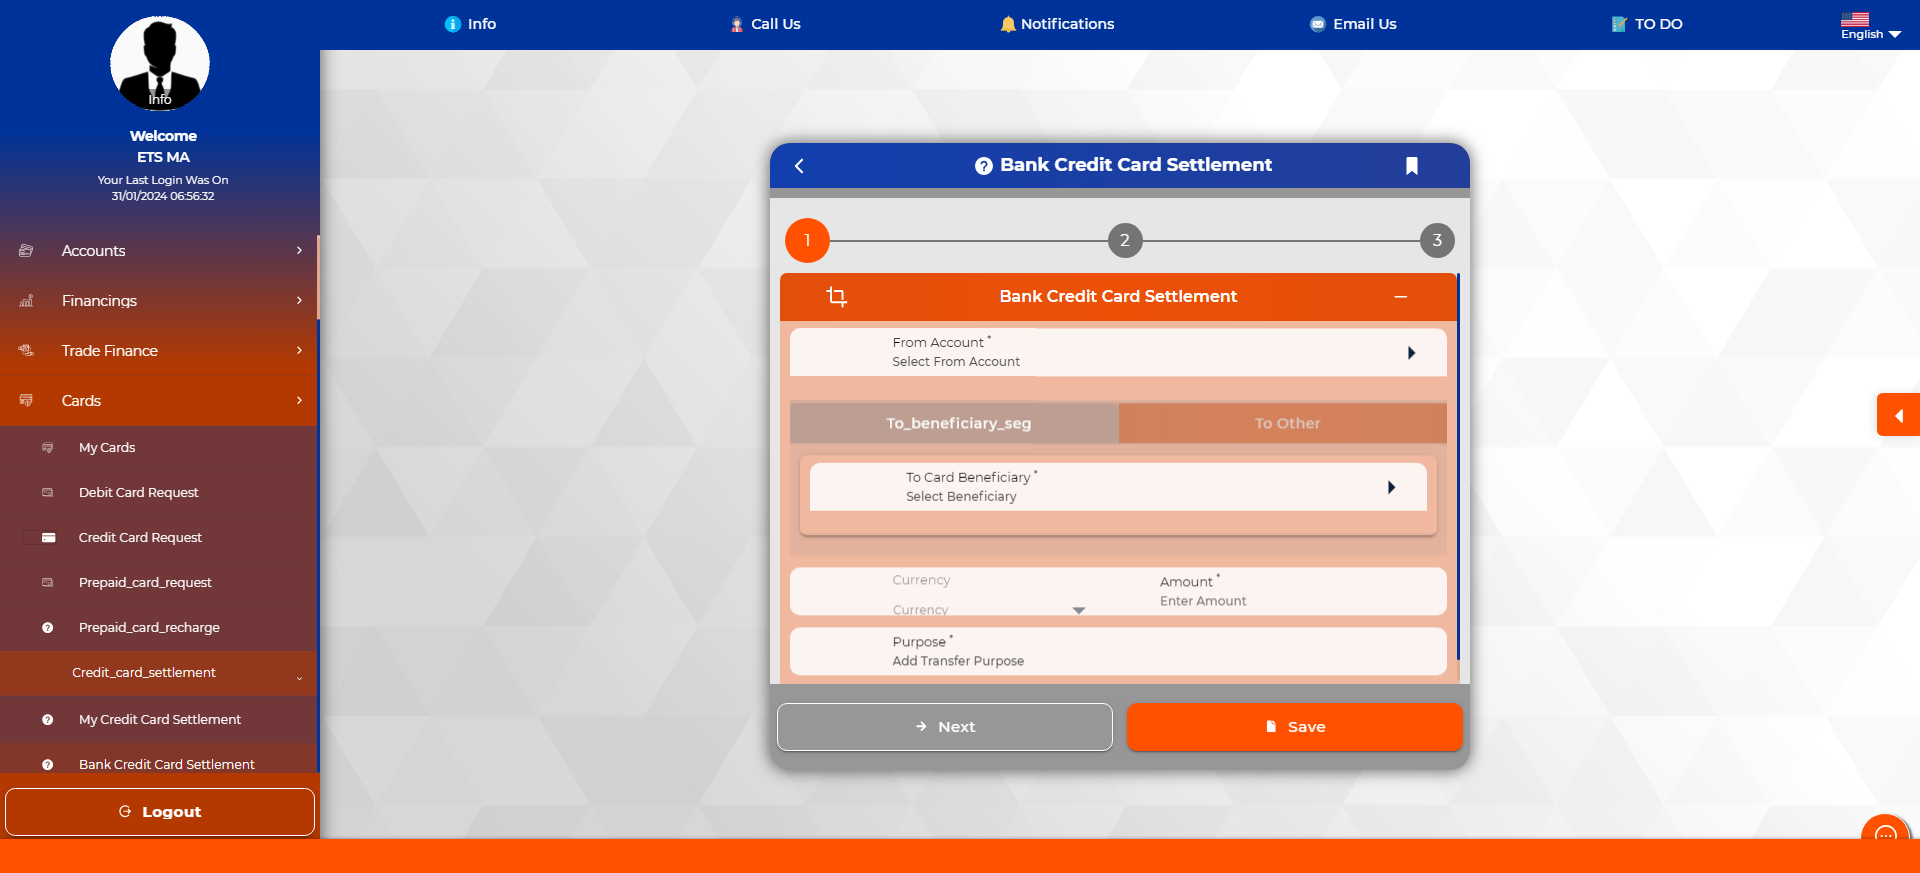 Info
Call Us
Notifications
Email Us
TO DO
English
Info
Welcome
ETS MA
Your Last Login Was On
31/01/2024 06:56:32
Accounts
Financings
Trade Finance
Cards
My Cards
Debit Card Request
Credit Card Request
Prepaid_card_request
Prepaid_card_recharge
Credit_card_settlement
My Credit Card Settlement
Bank Credit Card Settlement
Logout
Bank Credit Card Settlement
1
2
3
Bank Credit Card Settlement
From Account *
Select From Account
To_beneficiary_seg
To Other
To Card Beneficiary *
Select Beneficiary
Currency
Currency
Amount *
Enter Amount
Purpose *
Add Transfer Purpose
Next
Save